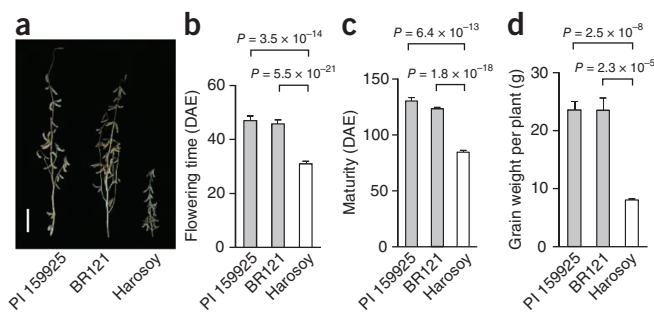 a
PI 159925
BR121
Harosoy
b
P = 3.5 × 10–14
P = 5.5 × 10–21
Flowering time (DAE)
60
40
20
0
PI 159925
BR121
Harosoy
c
P = 6.4 × 10–13
P = 1.8 × 10–18
Maturity (DAE)
150
100
50
0
PI 159925
BR121
Harosoy
d
P = 2.5 × 10–8
P = 2.3 × 10–5
Grain weight per plant (g)
30
20
10
0
PI 159925
BR121
Harosoy